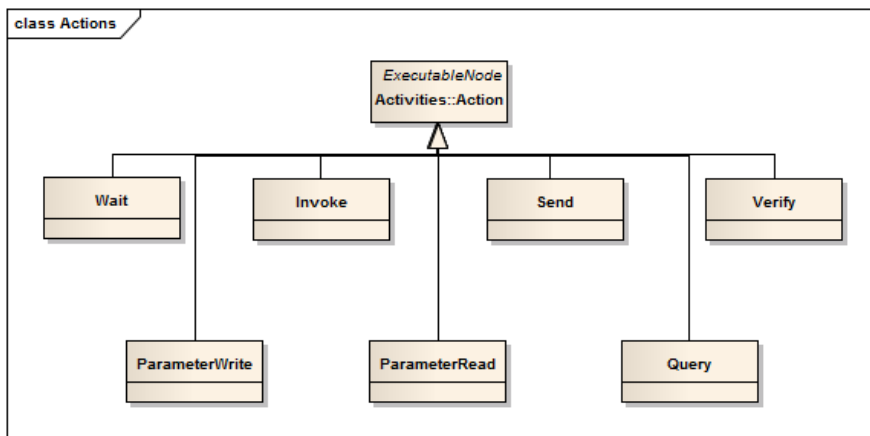 class Actions
ExecutableNode
Activities::Action
Wait
Invoke
Send
Verify
ParameterWrite
ParameterRead
Query